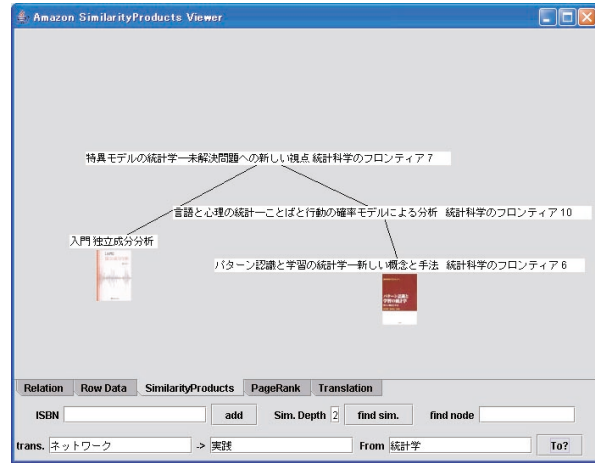 Amazon SimilarityProducts Viewer
特異モデルの統計学―未解決問題への新しい視点 統計科学のフロンティア 7
言語と心理の統計―ことばと行動の確率モデルによる分析 統計科学のフロンティア 10
入門 独立成分分析
パターン認識と学習の統計学―新しい概念と手法 統計科学のフロンティア 6
Relation Row Data SimilarityProducts PageRank Translation
ISBN add Sim. Depth 2 find sim. find node
trans. ネットワーク -> 実践 From 統計学 To?